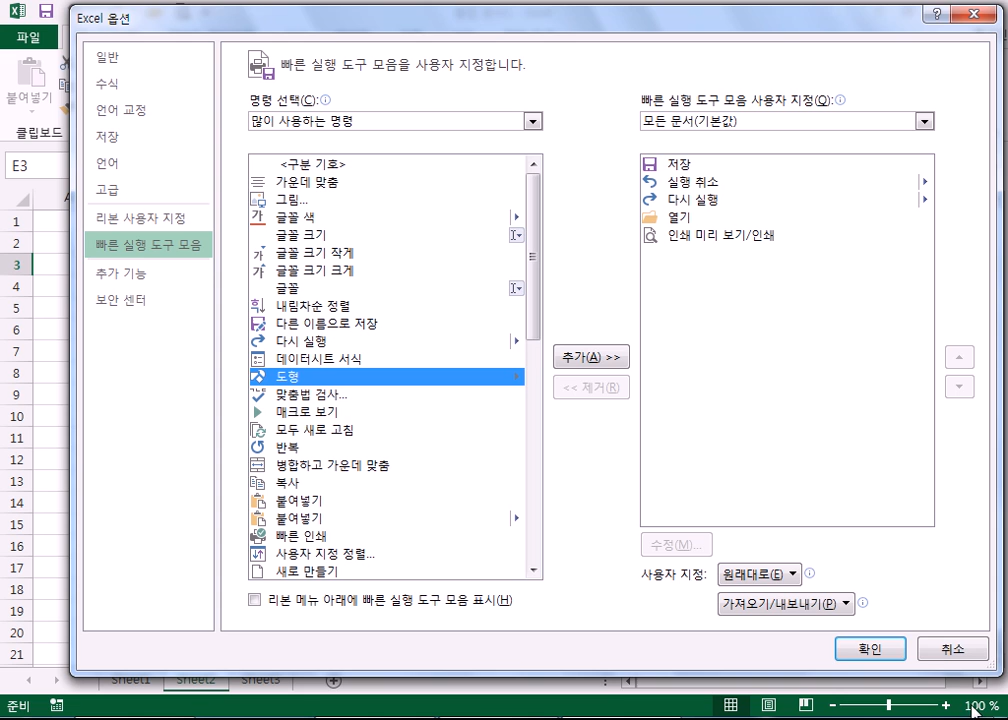 Excel 옵션
파일
붙여넣기
클립보드
E3
A
1
2
3
4
5
6
7
8
9
10
11
12
13
14
15
16
17
18
19
20
21
일반
수식
언어 교정
저장
언어
고급
리본 사용자 지정
빠른 실행 도구 모음
추가 기능
보안 센터
빠른 실행 도구 모음을 사용자 지정합니다.
명령 선택(C):
많이 사용하는 명령
<구분 기호>
가운데 맞춤
그림...
글꼴 색
글꼴 크기
글꼴 크기 작게
글꼴 크기 크게
글꼴
내림차순 정렬
다른 이름으로 저장
다시 실행
데이터시트 서식
도형
맞춤법 검사...
매크로 보기
모두 새로 고침
반복
병합하고 가운데 맞춤
복사
붙여넣기
붙여넣기
빠른 인쇄
사용자 지정 정렬...
새로 만들기
리본 메뉴 아래에 빠른 실행 도구 모음 표시(H)
추가(A) >>
<< 제거(R)
빠른 실행 도구 모음 사용자 지정(Q):
모든 문서(기본값)
저장
실행 취소
다시 실행
열기
인쇄 미리 보기/인쇄
수정(M)...
사용자 지정: 원래대로(E)
가져오기/내보내기(P)
확인 취소
Sheet1 Sheet2 Sheet3
준비
100 %